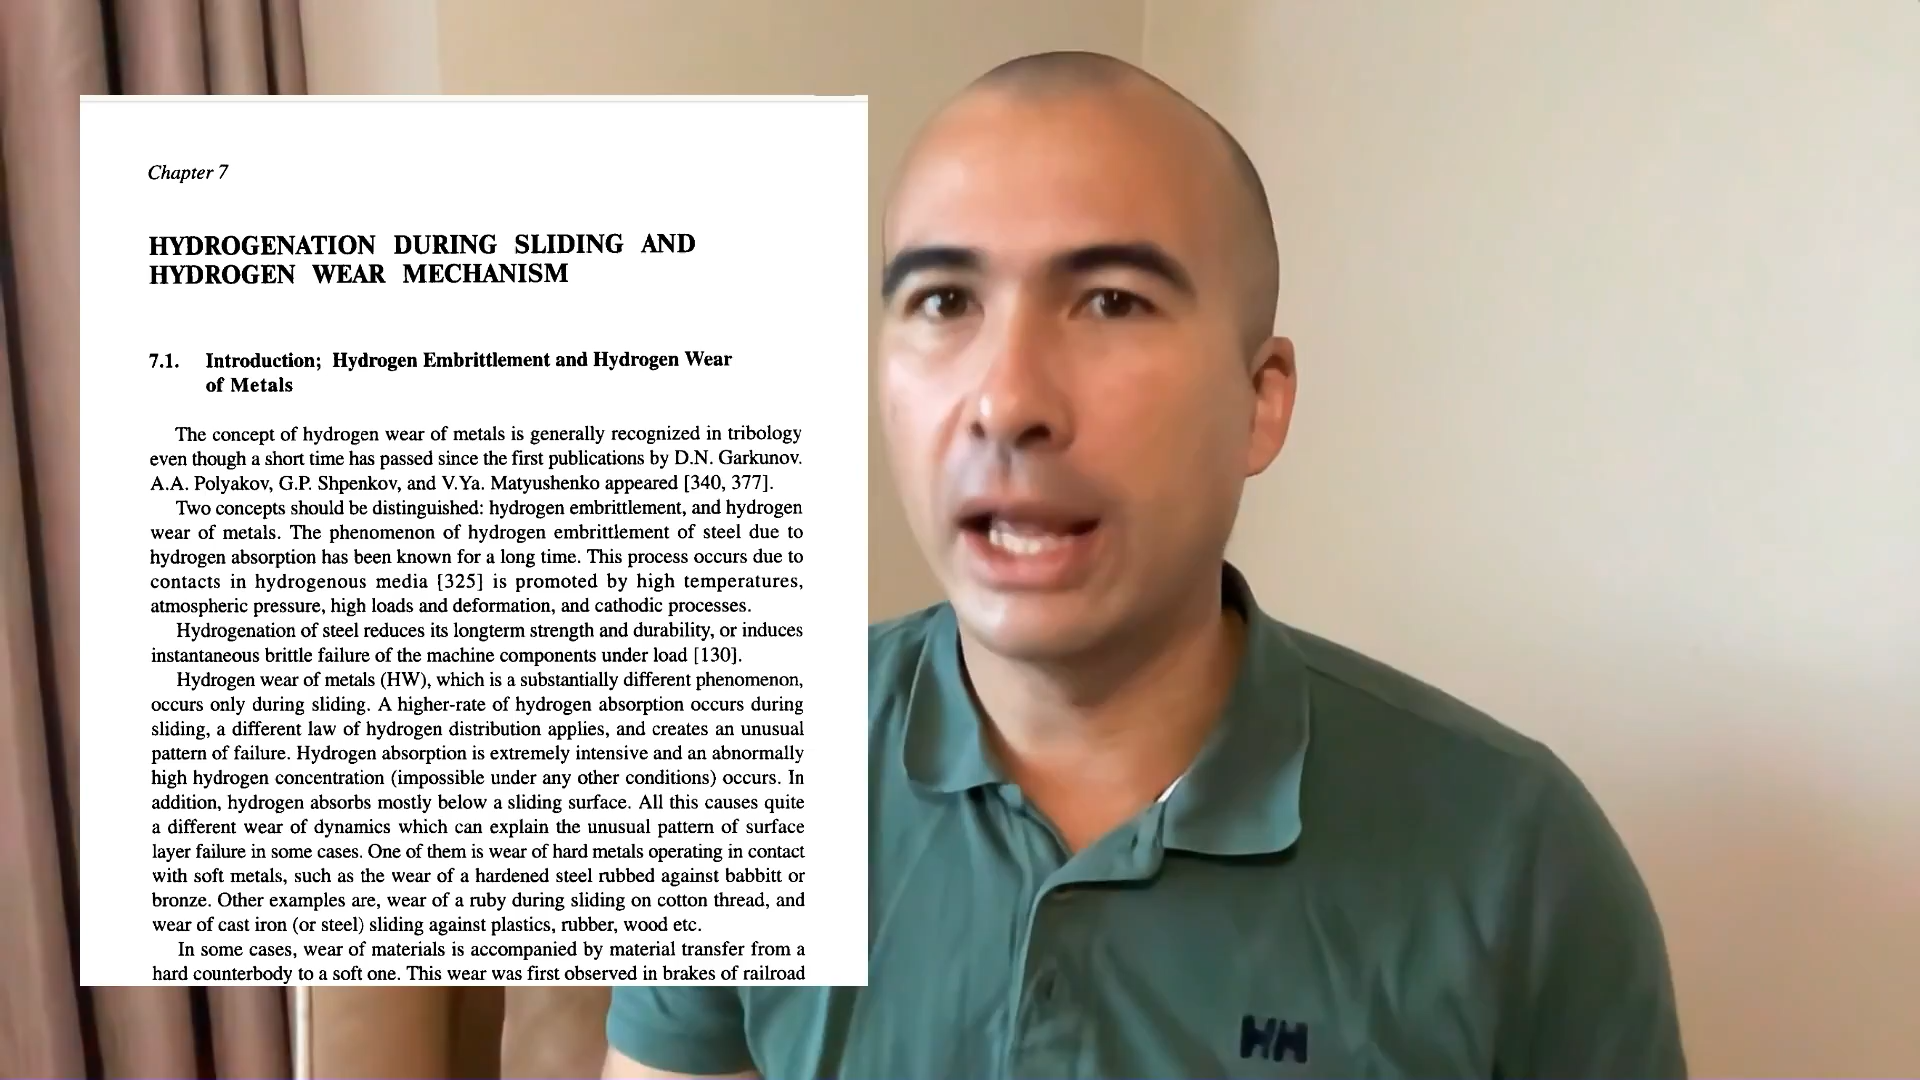 Chapter 7
HYDROGENATION DURING SLIDING AND
HYDROGEN WEAR MECHANISM
7.1. Introduction; Hydrogen Embrittlement and Hydrogen Wear
of Metals
The concept of hydrogen wear of metals is generally recognized in tribology
even though a short time has passed since the first publications by D.N. Garkunov.
A.A. Polyakov, G.P. Shpenkov, and V.Ya. Matyushenko appeared [340, 377].
Two concepts should be distinguished: hydrogen embrittlement, and hydrogen
wear of metals. The phenomenon of hydrogen embrittlement of steel due to
hydrogen absorption has been known for a long time. This process occurs due to
contacts in hydrogenous media [325] is promoted by high temperatures,
atmospheric pressure, high loads and deformation, and cathodic processes.
Hydrogenation of steel reduces its longterm strength and durability, or induces
instantaneous brittle failure of the machine components under load [130].
Hydrogen wear of metals (HW), which is a substantially different phenomenon,
occurs only during sliding. A higher-rate of hydrogen absorption occurs during
sliding, a different law of hydrogen distribution applies, and creates an unusual
pattern of failure. Hydrogen absorption is extremely intensive and an abnormally
high hydrogen concentration (impossible under any other conditions) occurs. In
addition, hydrogen absorbs mostly below a sliding surface. All this causes quite
a different wear of dynamics which can explain the unusual pattern of surface
layer failure in some cases. One of them is wear of hard metals operating in contact
with soft metals, such as the wear of a hardened steel rubbed against babbitt or
bronze. Other examples are, wear of a ruby during sliding on cotton thread, and
wear of cast iron (or steel) sliding against plastics, rubber, wood etc.
In some cases, wear of materials is accompanied by material transfer from a
hard counterbody to a soft one. This wear was first observed in brakes of railroad
HH